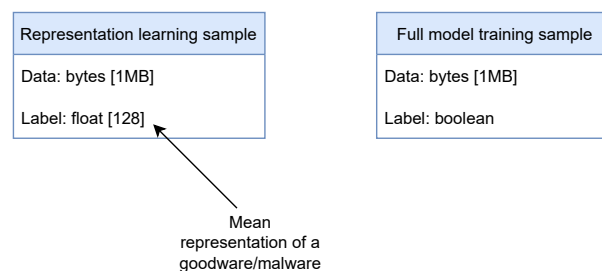 Representation learning sample
Data: bytes [1MB]
Label: float [128]
Full model training sample
Data: bytes [1MB]
Label: boolean
Mean
representation of a
goodware/malware